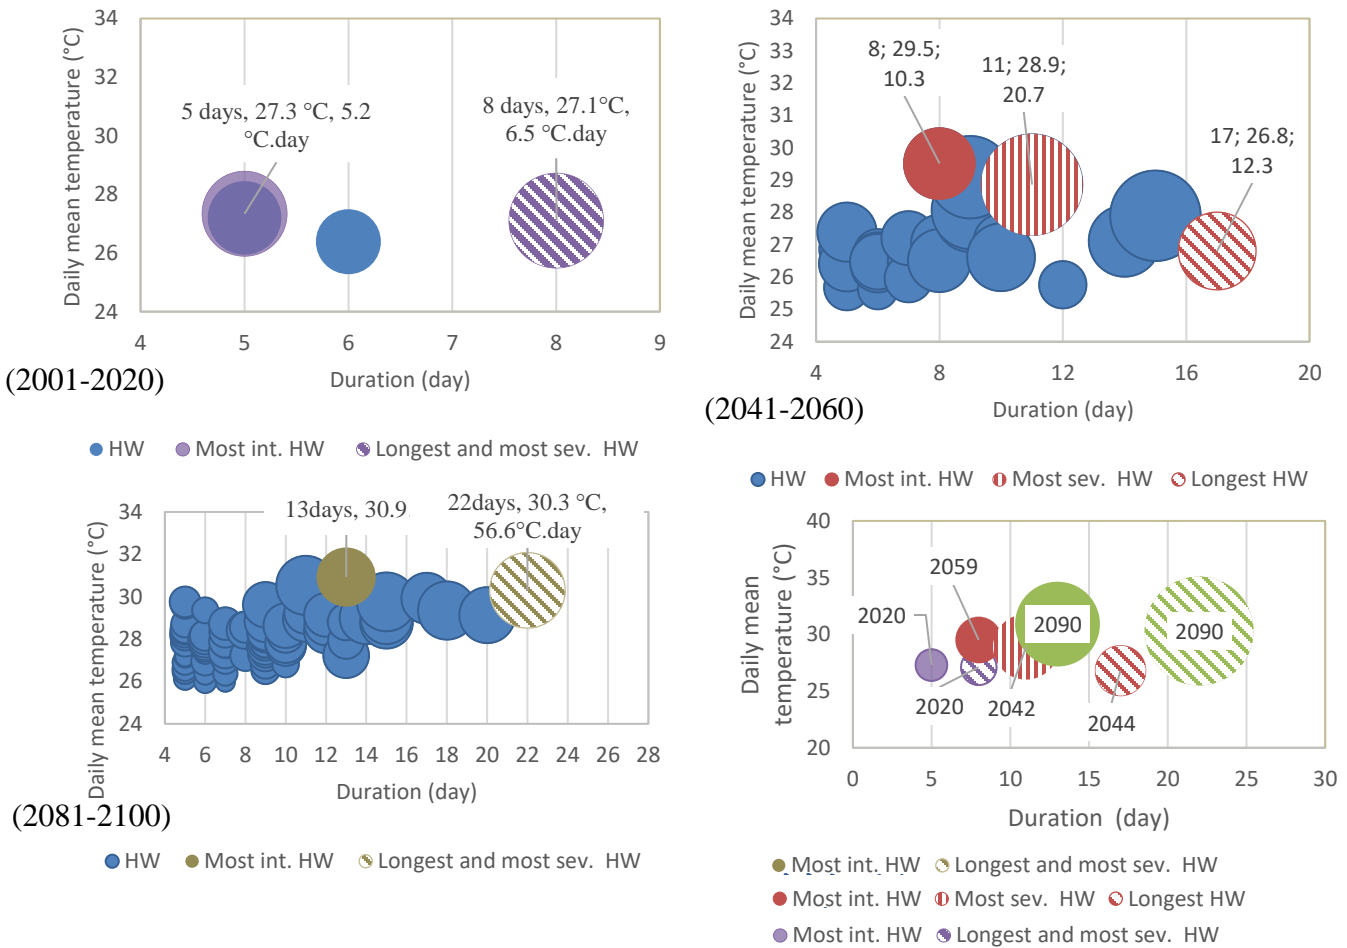 Daily mean temperature (°C)
34
32
30
28
26
24
5 days, 27.3 °C, 5.2
°C.day
8 days, 27.1°C,
6.5 °C.day
4 5 6 7 8 9
Duration (day)
(2001-2020)
HW Most int. HW Longest and most sev. HW
Daily mean temperature (°C)
34
33
32
31
30
29
28
27
26
25
24
8; 29.5;
10.3
11; 28.9;
20.7
17; 26.8;
12.3
4 8 12 16 20
Duration (day)
(2041-2060)
HW Most int. HW Most sev. HW Longest HW
Daily mean temperature (°C)
34
32
30
28
26
24
13days, 30.9
22days, 30.3 °C,
56.6°C.day
4 6 8 10 12 14 16 18 20 22 24 26 28
Duration (day)
(2081-2100)
HW Most int. HW Longest and most sev. HW
Daily mean
temperature (°C)
40
35
30
25
20
2059
2020
2090
2090
2020
2042
2044
0 5 10 15 20 25 30
Duration (day)
Most int. HW Longest and most sev. HW
Most int. HW Most sev. HW Longest HW
Most int. HW Longest and most sev. HW